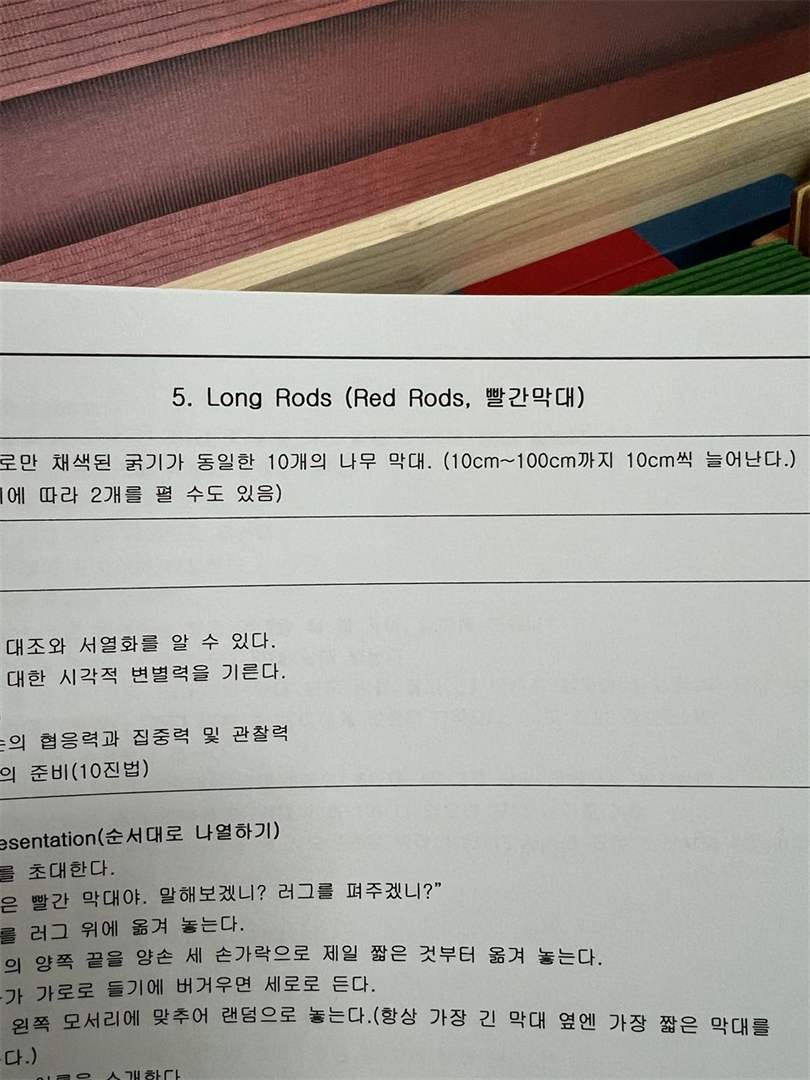 5. Long Rods (Red Rods, 빨간막대)
로만 채색된 굵기가 동일한 10개의 나무 막대. (10cm~100cm까지 10cm씩 늘어난다.)
에 따라 2개를 펼 수도 있음)
대조와 서열화를 알 수 있다.
대한 시각적 변별력을 기른다.
의 협응력과 집중력 및 관찰력
의 준비(10진법)
esentation(순서대로 나열하기)
를 초대한다.
은 빨간 막대야. 말해보겠니? 러그를 펴주겠니?”
를 러그 위에 옮겨 놓는다.
의 양쪽 끝을 양손 세 손가락으로 제일 짧은 것부터 옮겨 놓는다.
가 가로로 들기에 버거우면 세로로 든다.
왼쪽 모서리에 맞추어 랜덤으로 놓는다.(항상 가장 긴 막대 옆엔 가장 짧은 막대를
다.)
소개한다